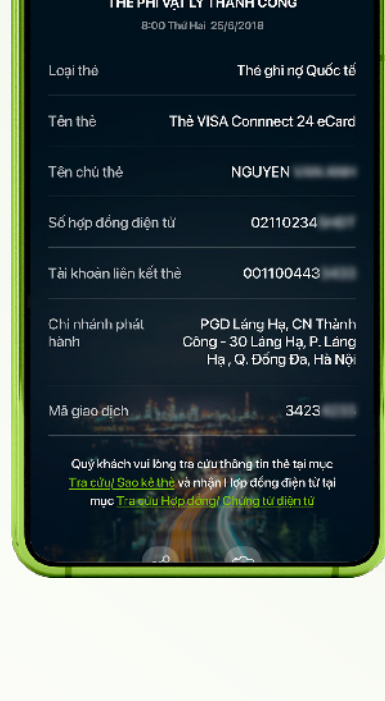 THẺ PHI VẬT LÝ THÀNH CÔNG
8:00 Thứ Hai 25/6/2018
Loại thẻ Thẻ ghi nợ Quốc tế
Tên thẻ Thẻ VISA Connnect 24 eCard
Tên chủ thẻ NGUYEN
Số hợp đồng điện tử 02110234
Tài khoản liên kết thẻ 001100443
Chi nhánh phát
hành
PGD Láng Hạ, CN Thành
Công - 30 Láng Hạ, P. Láng
Hạ , Q. Đống Đa, Hà Nội
Mã giao dịch 3423
Quý khách vui lòng tra cứu thông tin thẻ tại mục
Tra cứu/ Sao kê thẻ và nhận Hợp đồng điện tử tại
mục Tra cứu Hợp đồng/ Chứng từ điện tử